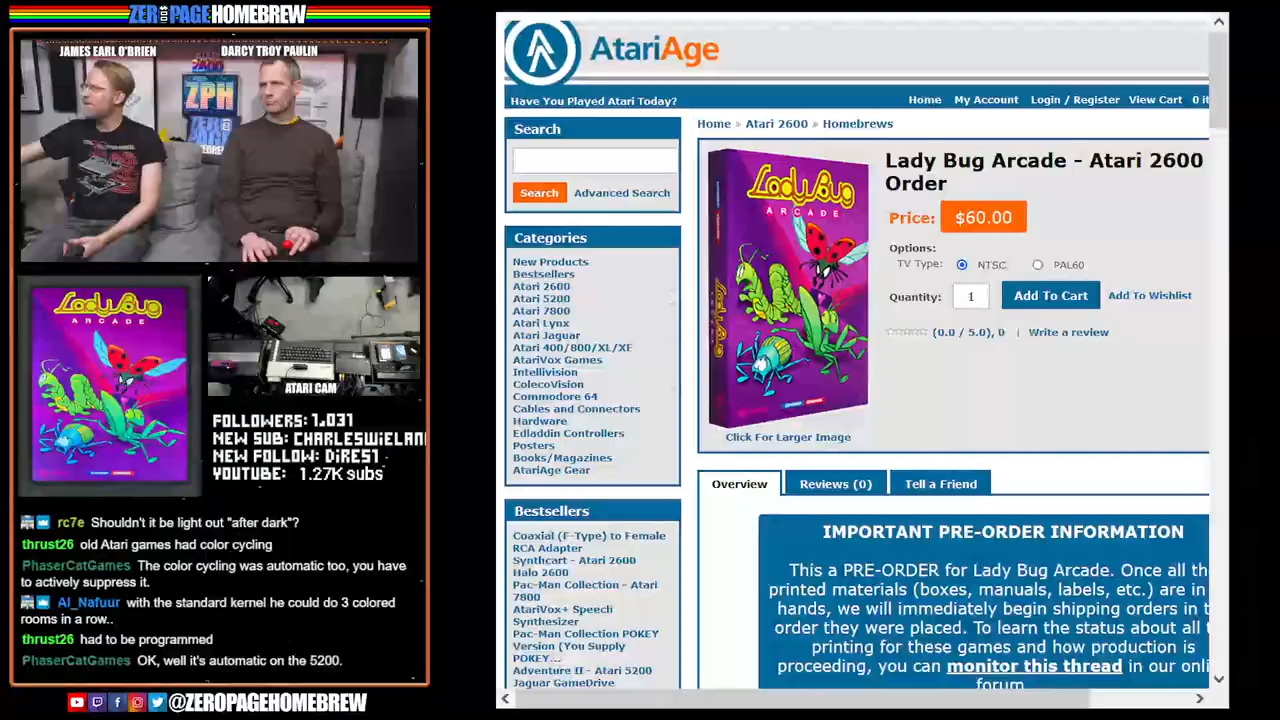 ZERO PAGE HOMEBREW
JAMES EARL O'BRIEN
DARCY TROY PAULIN
ZPH
LadyBug
ARCADE
ATARI CAM
FOLLOWERS: 1,031
NEW SUB: CHARLESWIELAN
NEW FOLLOW: DIRES1
YOUTUBE: 1.27K subs
rc7e Shouldn't it be light out "after dark"?
thrust26 old Atari games had color cycling
PhaserCatGames The color cycling was automatic too, you have
to actively suppress it.
Al_Nafuur with the standard kernel he could do 3 colored
rooms in a row..
thrust26 had to be programmed
PhaserCatGames OK, well it's automatic on the 5200.
@ZEROPAGEHOMEBREW
AtariAge
Have You Played Atari Today?
Home My Account Login / Register View Cart 0 it
Search
Search Advanced Search
Categories
New Products
Bestsellers
Atari 2600
Atari 5200
Atari 7800
Atari Lynx
Atari Jaguar
Atari 400/800/XL/XE
AtariVox Games
Intellivision
ColecoVision
Commodore 64
Cables and Connectors
Hardware
Edladdin Controllers
Posters
Books/Magazines
AtariAge Gear
Bestsellers
Coaxial (F-Type) to Female
RCA Adapter
Synthcart - Atari 2600
Halo 2600
Pac-Man Collection - Atari
7800
AtariVox+ Speech
Synthesizer
Pac-Man Collection POKEY
Version (You Supply
POKEY...
Adventure II - Atari 5200
Jaguar GameDrive
Home » Atari 2600 » Homebrews
LadyBug
ARCADE
LadyBug
Click For Larger Image
Lady Bug Arcade - Atari 2600
Order
Price: $60.00
Options:
TV Type: NTSC PAL60
Quantity: 1 Add To Cart Add To Wishlist
(0.0 / 5.0), 0 | Write a review
Overview Reviews (0) Tell a Friend
IMPORTANT PRE-ORDER INFORMATION
This a PRE-ORDER for Lady Bug Arcade. Once all the
printed materials (boxes, manuals, labels, etc.) are in
hands, we will immediately begin shipping orders in t
order they were placed. To learn the status about all
printing for these games and how production is
proceeding, you can monitor this thread in our onli
forum.